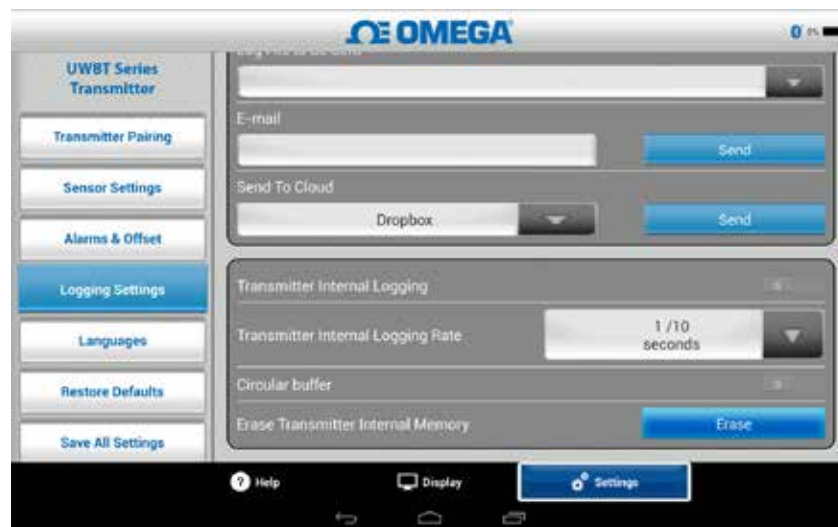 OMEGA
UWBT Series
Transmitter
Transmitter Pairing
Sensor Settings
Alarms & Offset
Logging Settings
Languages
Restore Defaults
Save All Settings
E-mail
Send
Send To Cloud
Dropbox
Send
Transmitter Internal Logging
Transmitter Internal Logging Rate
1 /10
seconds
Circular buffer
Erase Transmitter Internal Memory
Erase
? Help
Display
Settings